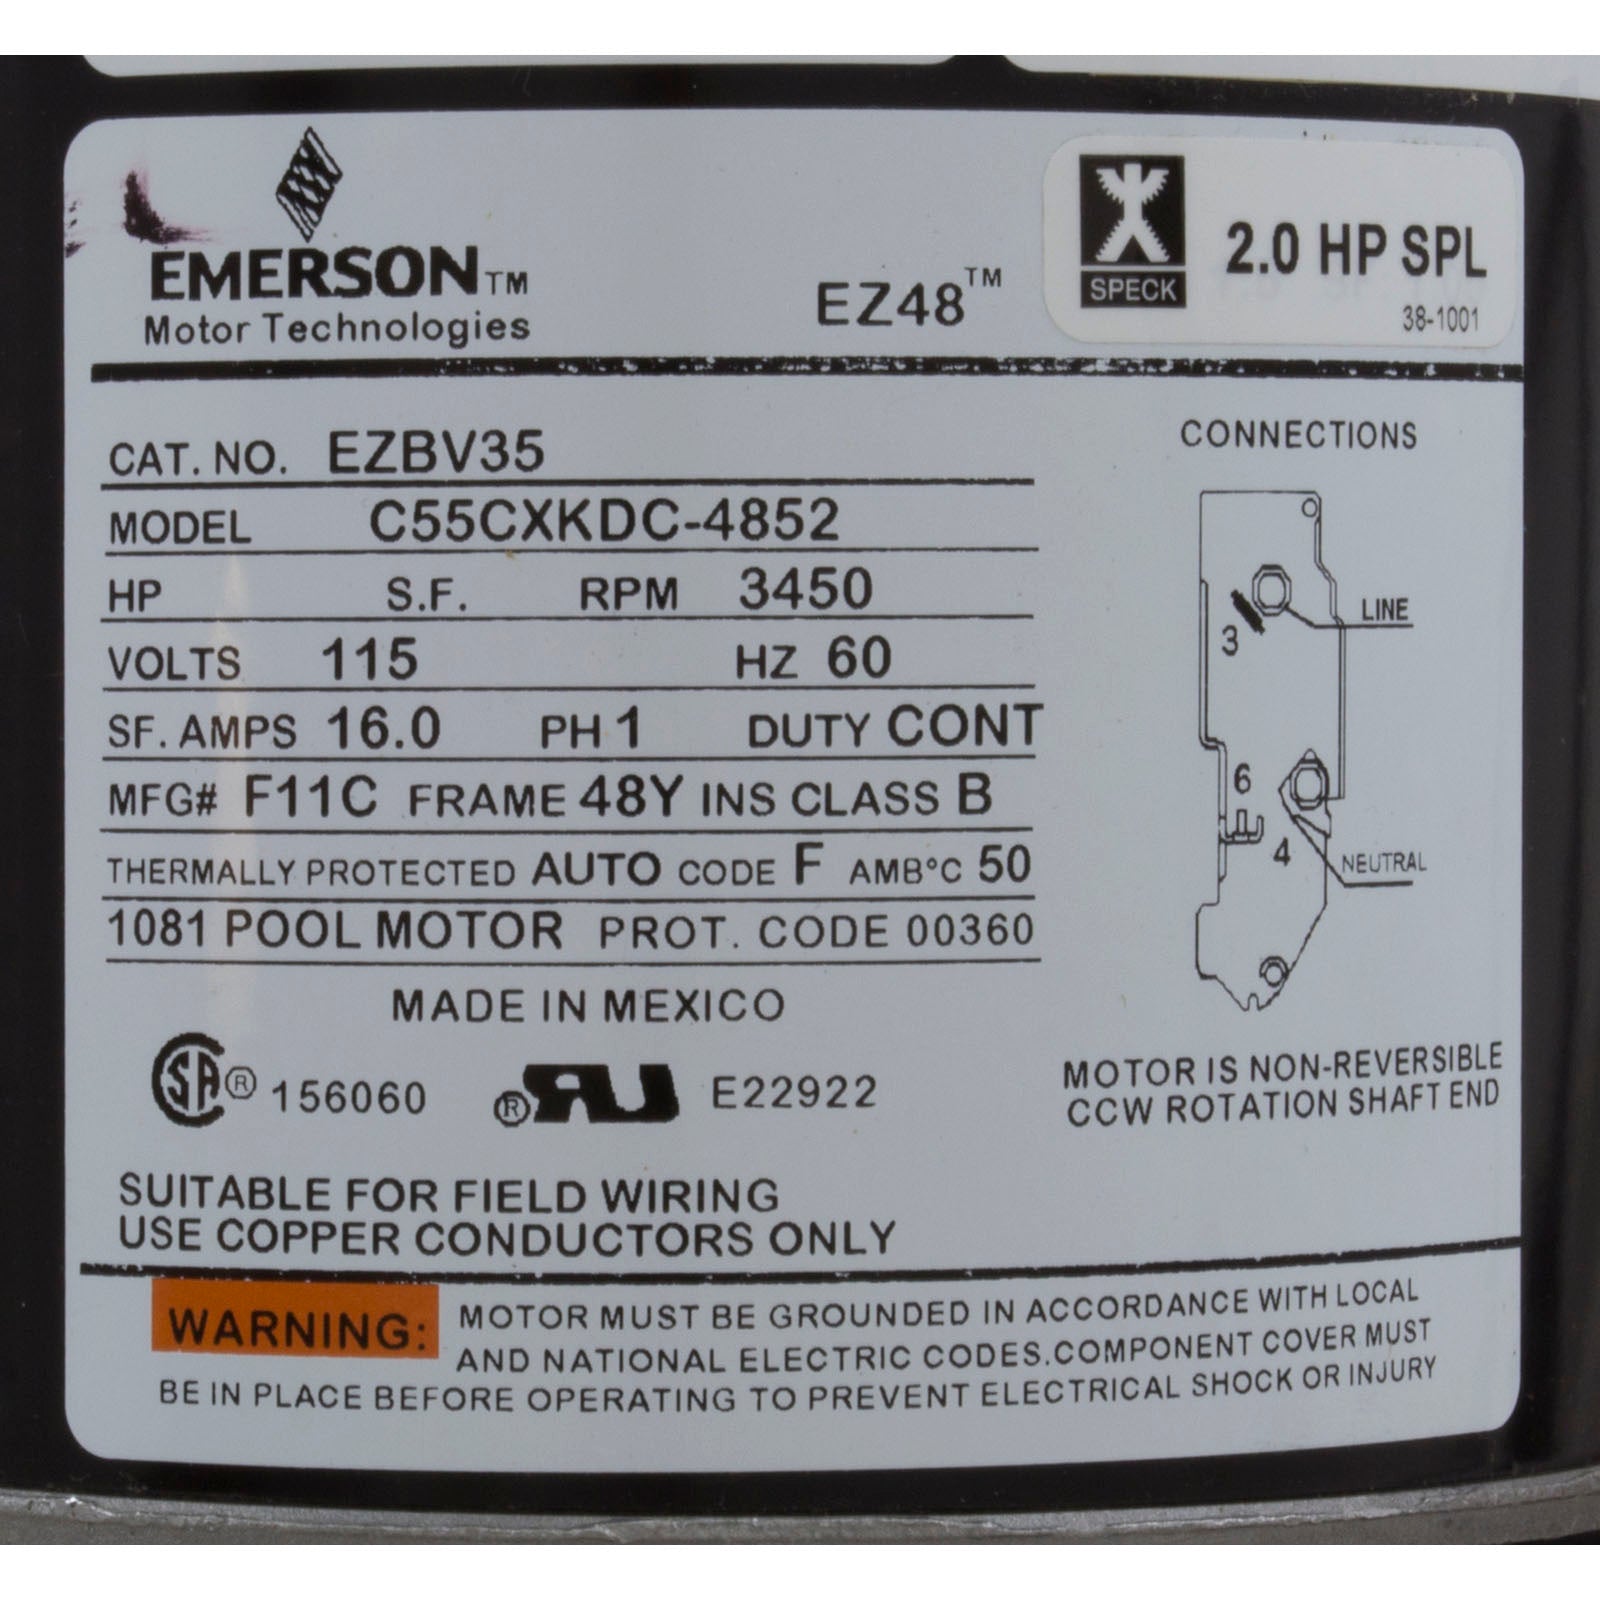 EMERSON™
Motor Technologies
EZ48™
SPECK
2.0 HP SPL
38-1001
CAT. NO. EZBV35
MODEL C55CXKDC-4852
HP S.F. RPM 3450
VOLTS 115 HZ 60
SF. AMPS 16.0 PH 1 DUTY CONT
MFG# F11C FRAME 48Y INS CLASS B
THERMALLY PROTECTED AUTO CODE F AMB°C 50
1081 POOL MOTOR PROT. CODE 00360
MADE IN MEXICO
SA ® 156060 ® RU E22922
SUITABLE FOR FIELD WIRING
USE COPPER CONDUCTORS ONLY
CONNECTIONS
LINE
3
6
4
NEUTRAL
MOTOR IS NON-REVERSIBLE
CCW ROTATION SHAFT END
WARNING: MOTOR MUST BE GROUNDED IN ACCORDANCE WITH LOCAL
AND NATIONAL ELECTRIC CODES.COMPONENT COVER MUST
BE IN PLACE BEFORE OPERATING TO PREVENT ELECTRICAL SHOCK OR INJURY